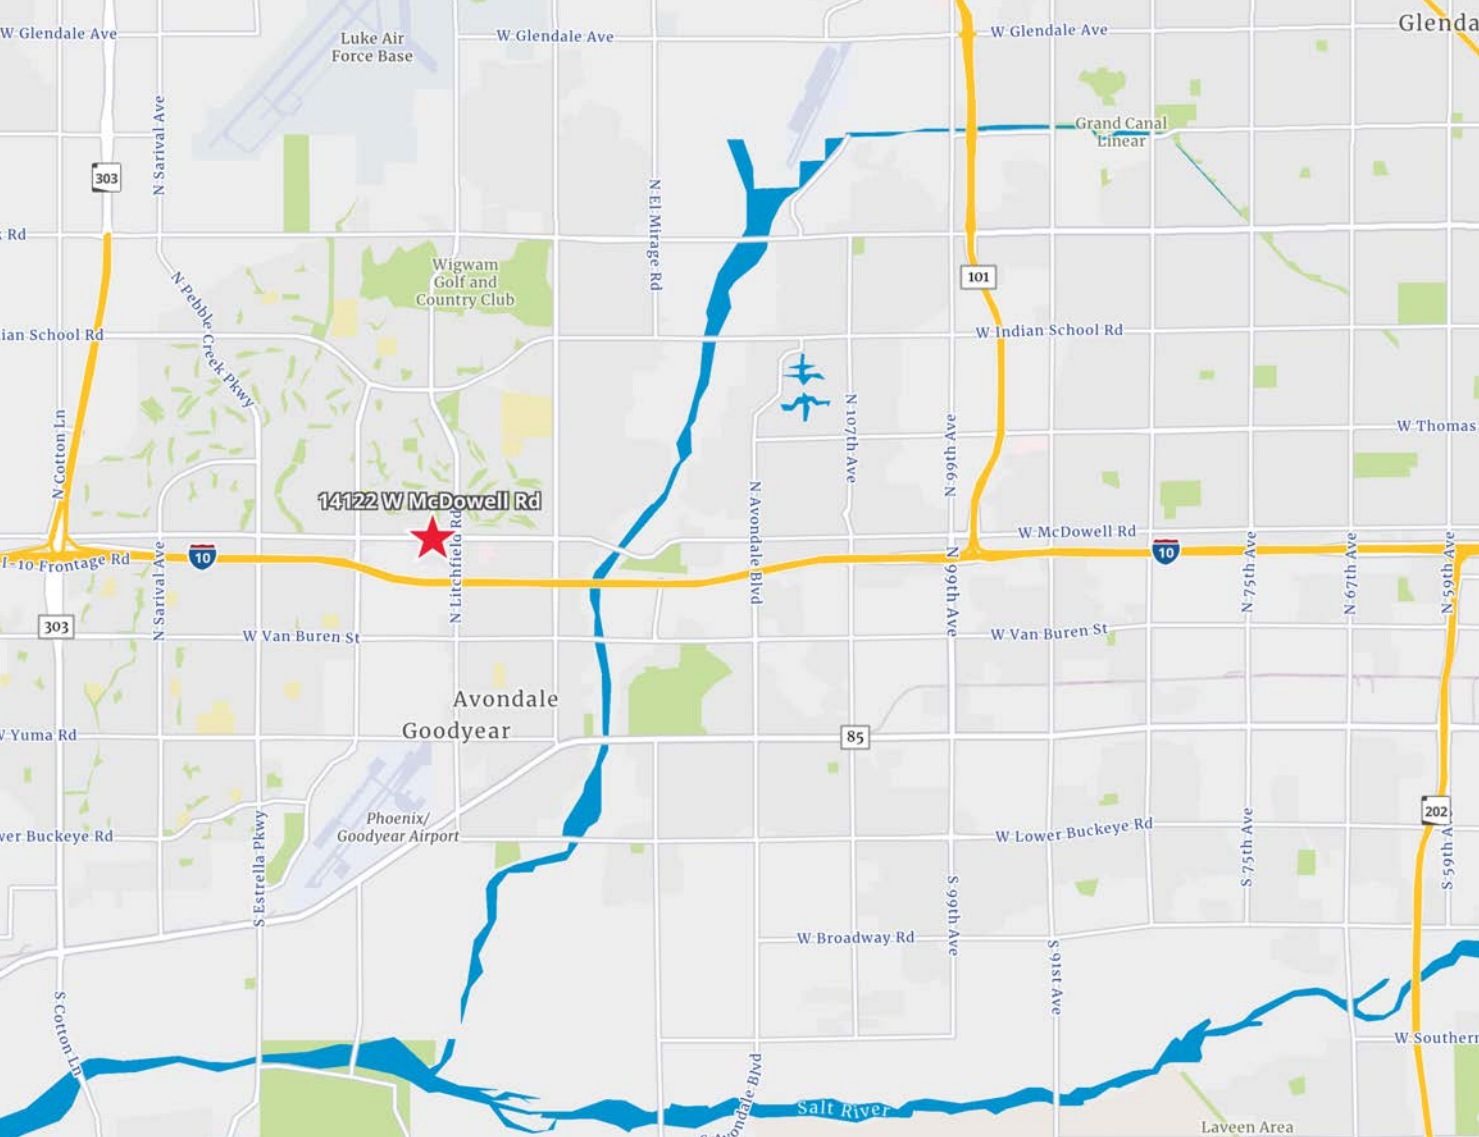 W Glendale Ave
Luke Air
Force Base
W Glendale Ave
W Glendale Ave
Glenda
N Sarival Ave
303
Grand Canal
Linear
N El Mirage Rd
Rd
Wigwam
Golf and
Country Club
101
N Pebble Creek Pkwy
ian School Rd
W Indian School Rd
N Cotton Ln
N 107th Ave
N 99th Ave
W Thomas
14122 W McDowell Rd
N Litchfield Rd
N Avondale Blvd
W McDowell Rd
I-10 Frontage Rd
10
10
N Sarival Ave
N 99th Ave
N 75th Ave
N 67th Ave
N 59th Ave
303
W Van Buren St
W Van Buren St
Avondale
Goodyear
W Yuma Rd
85
Phoenix/
Goodyear Airport
wer Buckeye Rd
W Lower Buckeye Rd
202
S Estrella Pkwy
S 75th Ave
S 59th A
S 99th Ave
W Broadway Rd
S 91st Ave
S Cotton Ln
W Southern
S Avondale Blvd
Salt River
Laveen Area